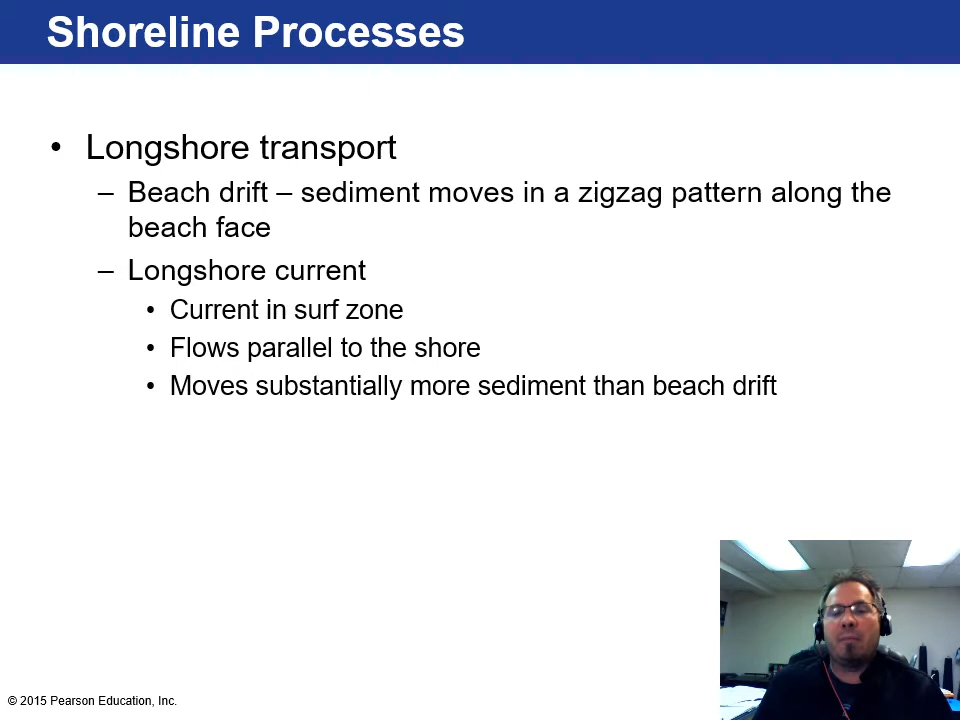 Shoreline Processes
• Longshore transport
– Beach drift – sediment moves in a zigzag pattern along the
beach face
– Longshore current
• Current in surf zone
• Flows parallel to the shore
• Moves substantially more sediment than beach drift
© 2015 Pearson Education, Inc.